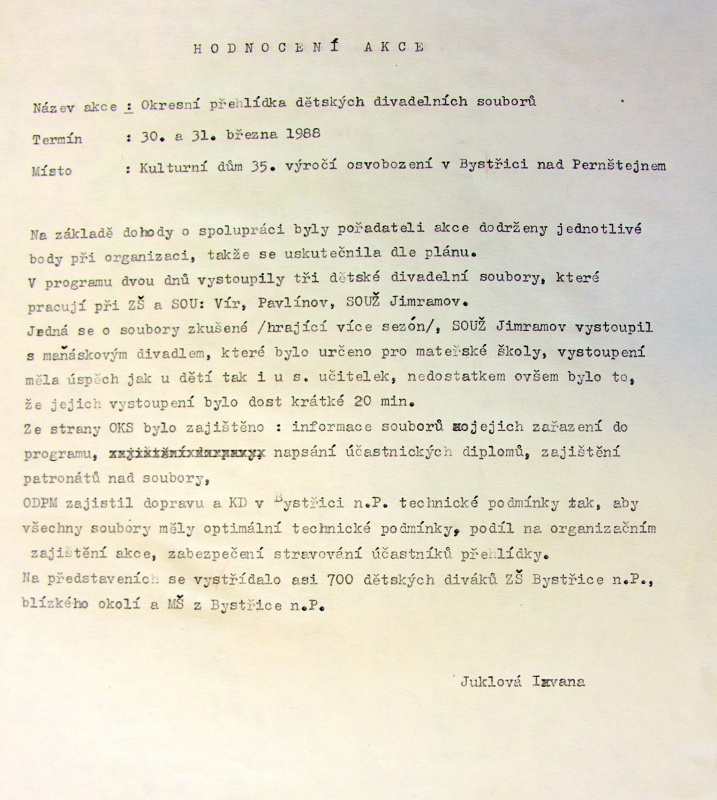 HODNOCENÍ AKCE
Název akce : Okresní přehlídka dětských divadelních souborů
Termín : 30. a 31. března 1988
Místo : Kulturní dům 35. výročí osvobození v Bystřici nad Pernštejnem
Na základě dohody o spolupráci byly pořadateli akce dodrženy jednotlivé
body při organizaci, takže se uskutečnila dle plánu.
V programu dvou dnů vystoupily tři dětské divadelní soubory, které
pracují při ZŠ a SOU: Vír, Pavlínov, SOUŽ Jimramov.
Jedná se o soubory zkušené /hrající více sezón/, SOUŽ Jimramov vystoupil
s maňáskovým divadlem, které bylo určeno pro mateřské školy, vystoupení
měla úspěch jak u dětí tak i u s. učitelek, nedostatkem ovšem bylo to,
že jejich vystoupení bylo dost krátké 20 min.
Ze strany OKS bylo zajištěno : informace souborů o jejich zařazení do
programu, napsání účastnických diplomů, zajištění
patronátů nad soubory,
ODPM zajistil dopravu a KD v Bystřici n.P. technické podmínky tak, aby
všechny soubory měly optimální technické podmínky, podíl na organizačním
zajištění akce, zabezpečení stravování účastníků přehlídky.
Na představeních se vystřídalo asi 700 dětských diváků ZŠ Bystřice n.P.,
blízkého okolí a MŠ z Bystřice n.P.
Juklová Ivana